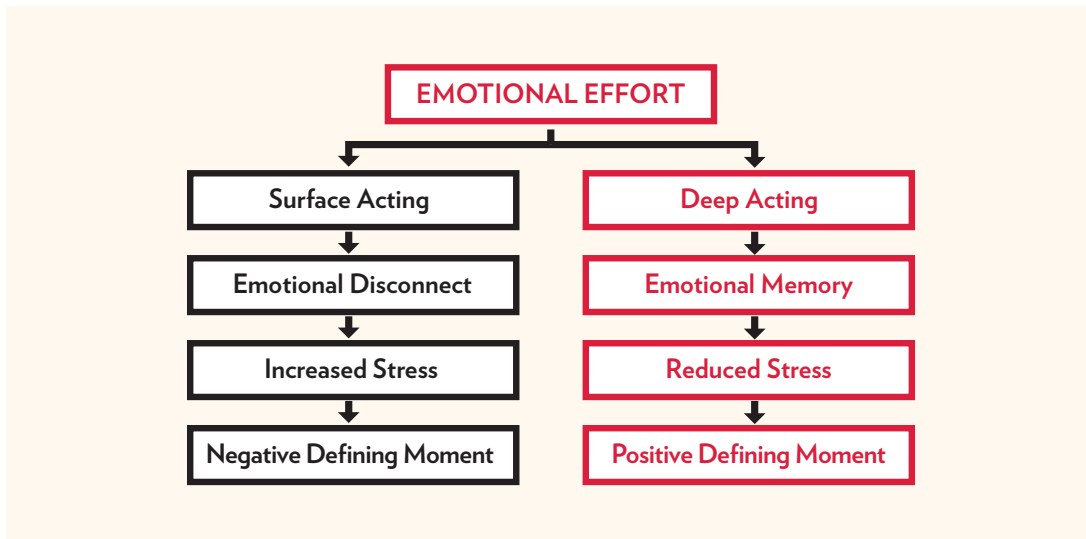 EMOTIONAL EFFORT
Surface Acting
Emotional Disconnect
Increased Stress
Negative Defining Moment
Deep Acting
Emotional Memory
Reduced Stress
Positive Defining Moment